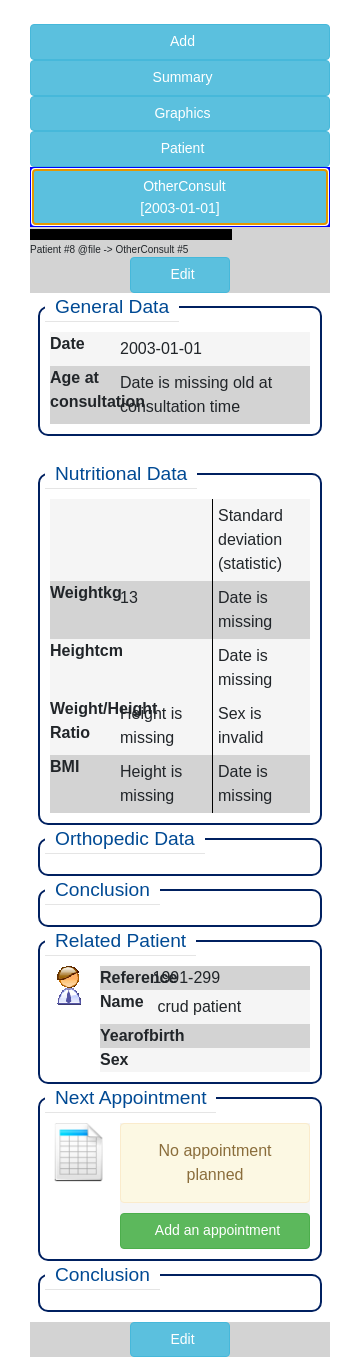 Add
Summary
Graphics
Patient
OtherConsult
[2003-01-01]
Patient #8 @file -> OtherConsult #5
Edit
General Data
Date 2003-01-01
Age at Date is missing old at
consultation consultation time
Nutritional Data
Standard
deviation
(statistic)
Weightkg 13 Date is
missing
Heightcm Date is
missing
Weight/Height Height is Sex is
Ratio missing invalid
BMI Height is Date is
missing missing
Orthopedic Data
Conclusion
Related Patient
Reference 1991-299
Name crud patient
Yearofbirth
Sex
Next Appointment
No appointment
planned
Add an appointment
Conclusion
Edit